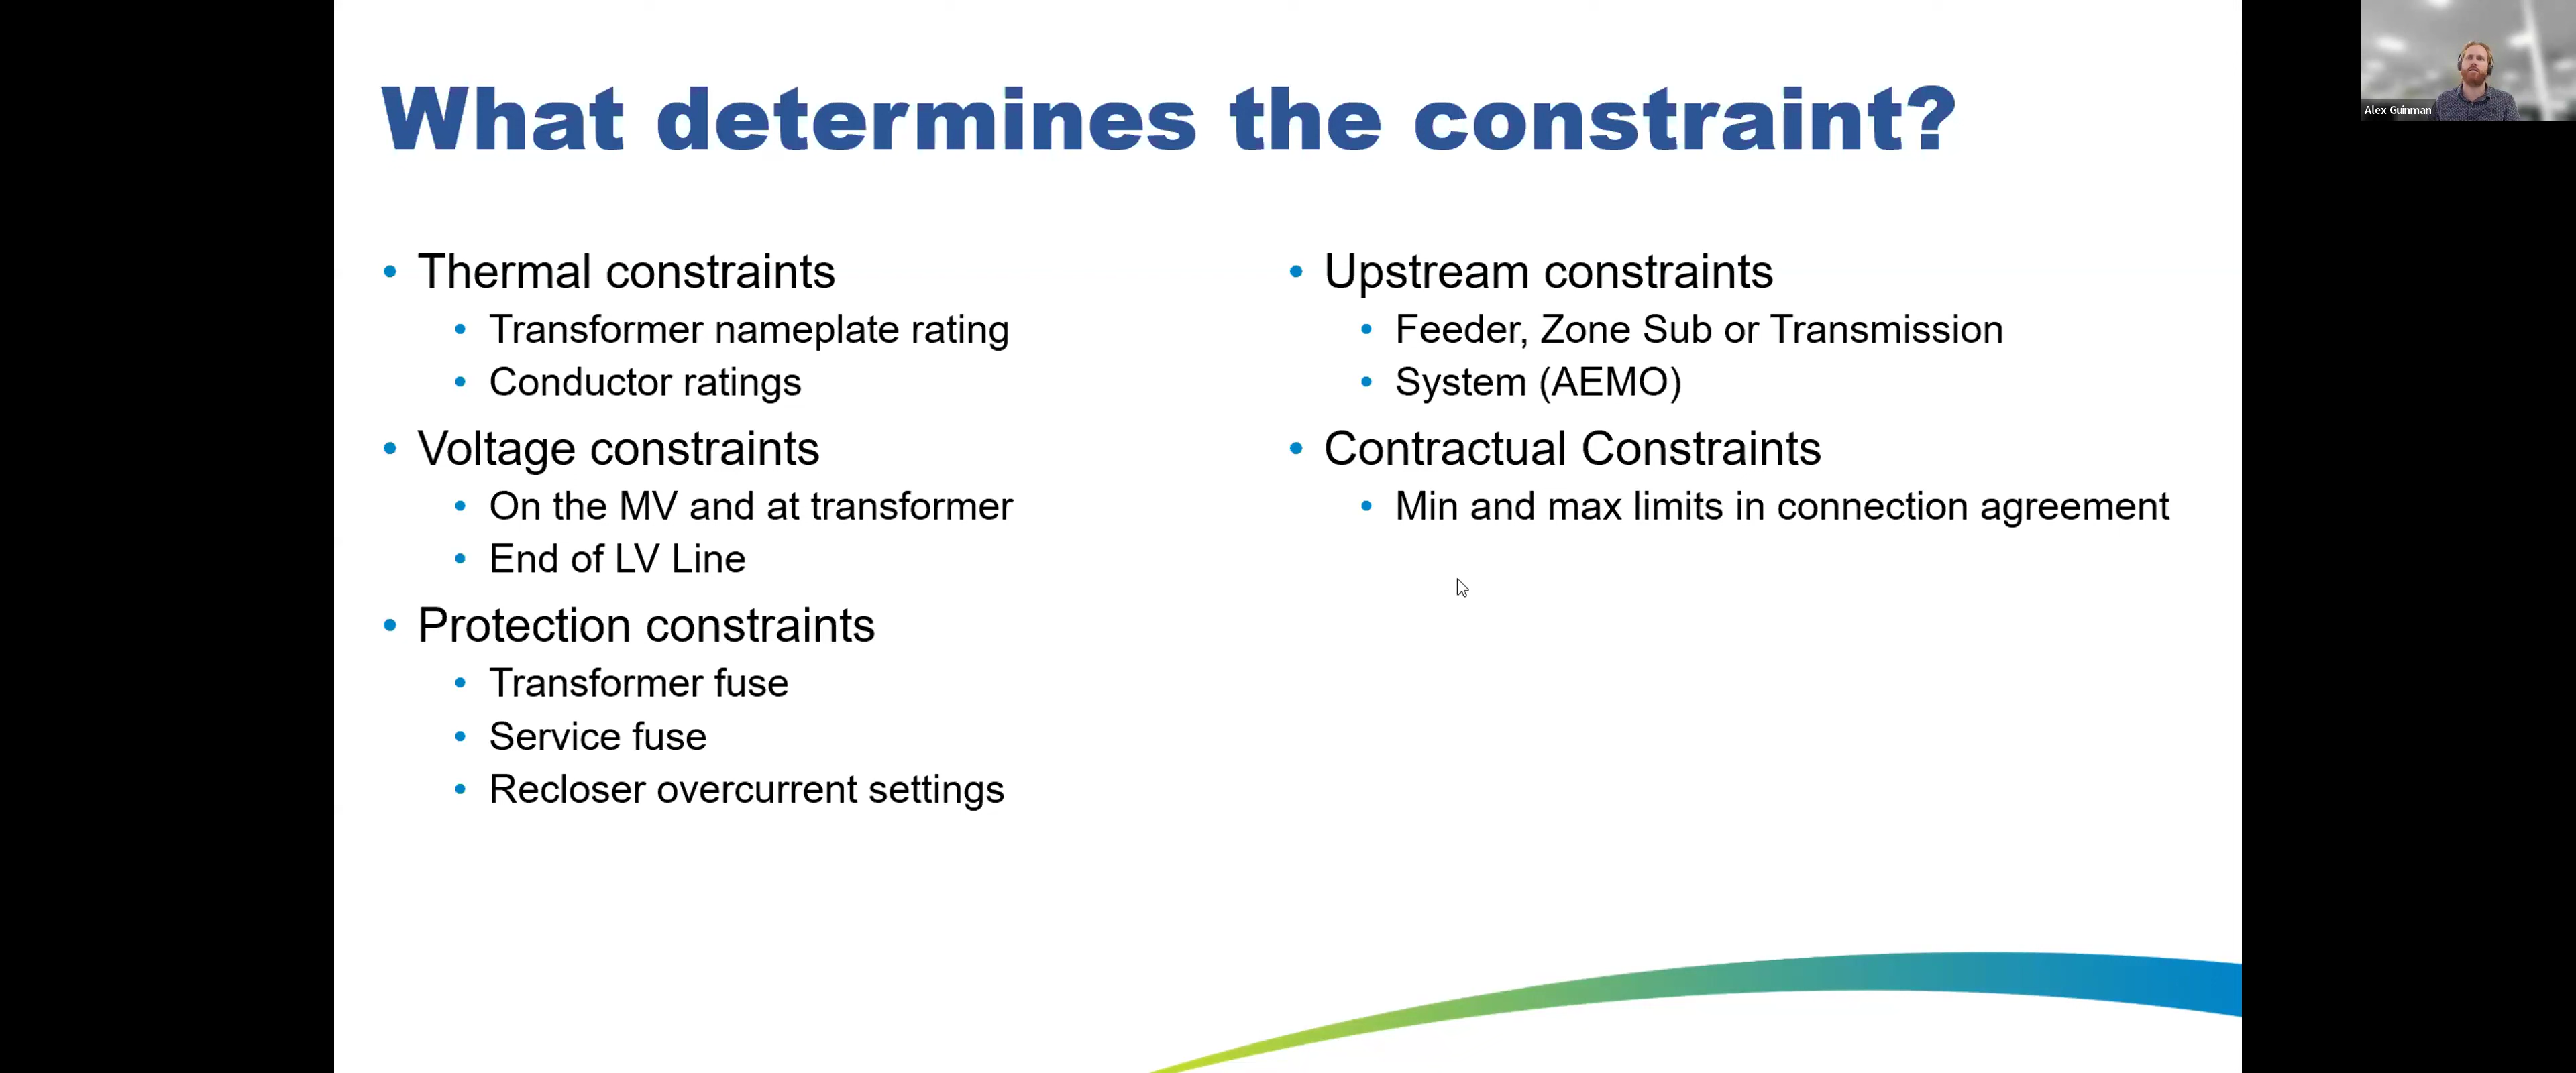 What determines the constraint?
Thermal constraints
Transformer nameplate rating
Conductor ratings
Voltage constraints
On the MV and at transformer
End of LV Line
Protection constraints
Transformer fuse
Service fuse
Recloser overcurrent settings
Upstream constraints
Feeder, Zone Sub or Transmission
System (AEMO)
Contractual Constraints
Min and max limits in connection agreement
Alex Guinman